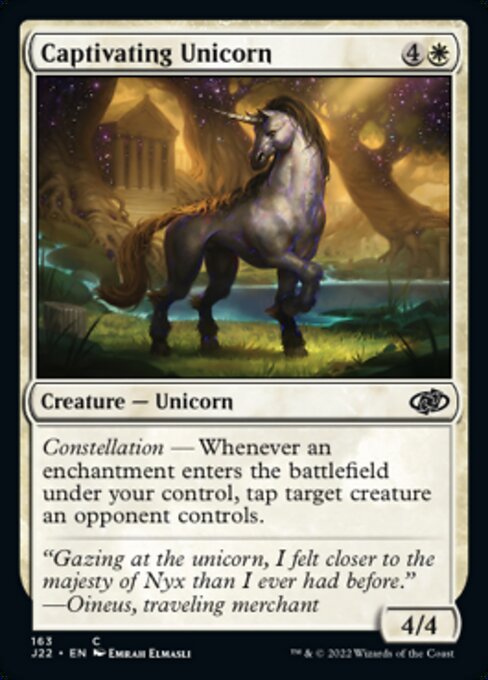 Captivating Unicorn 4
Creature — Unicorn
Constellation — Whenever an
enchantment enters the battlefield
under your control, tap target creature
an opponent controls.
“Gazing at the unicorn, I felt closer to the
majesty of Nyx than I ever had before.”
—Oineus, traveling merchant
4/4
163 C
J22 • EN Emrah Elmasli
™ & © 2022 Wizards of the Coast